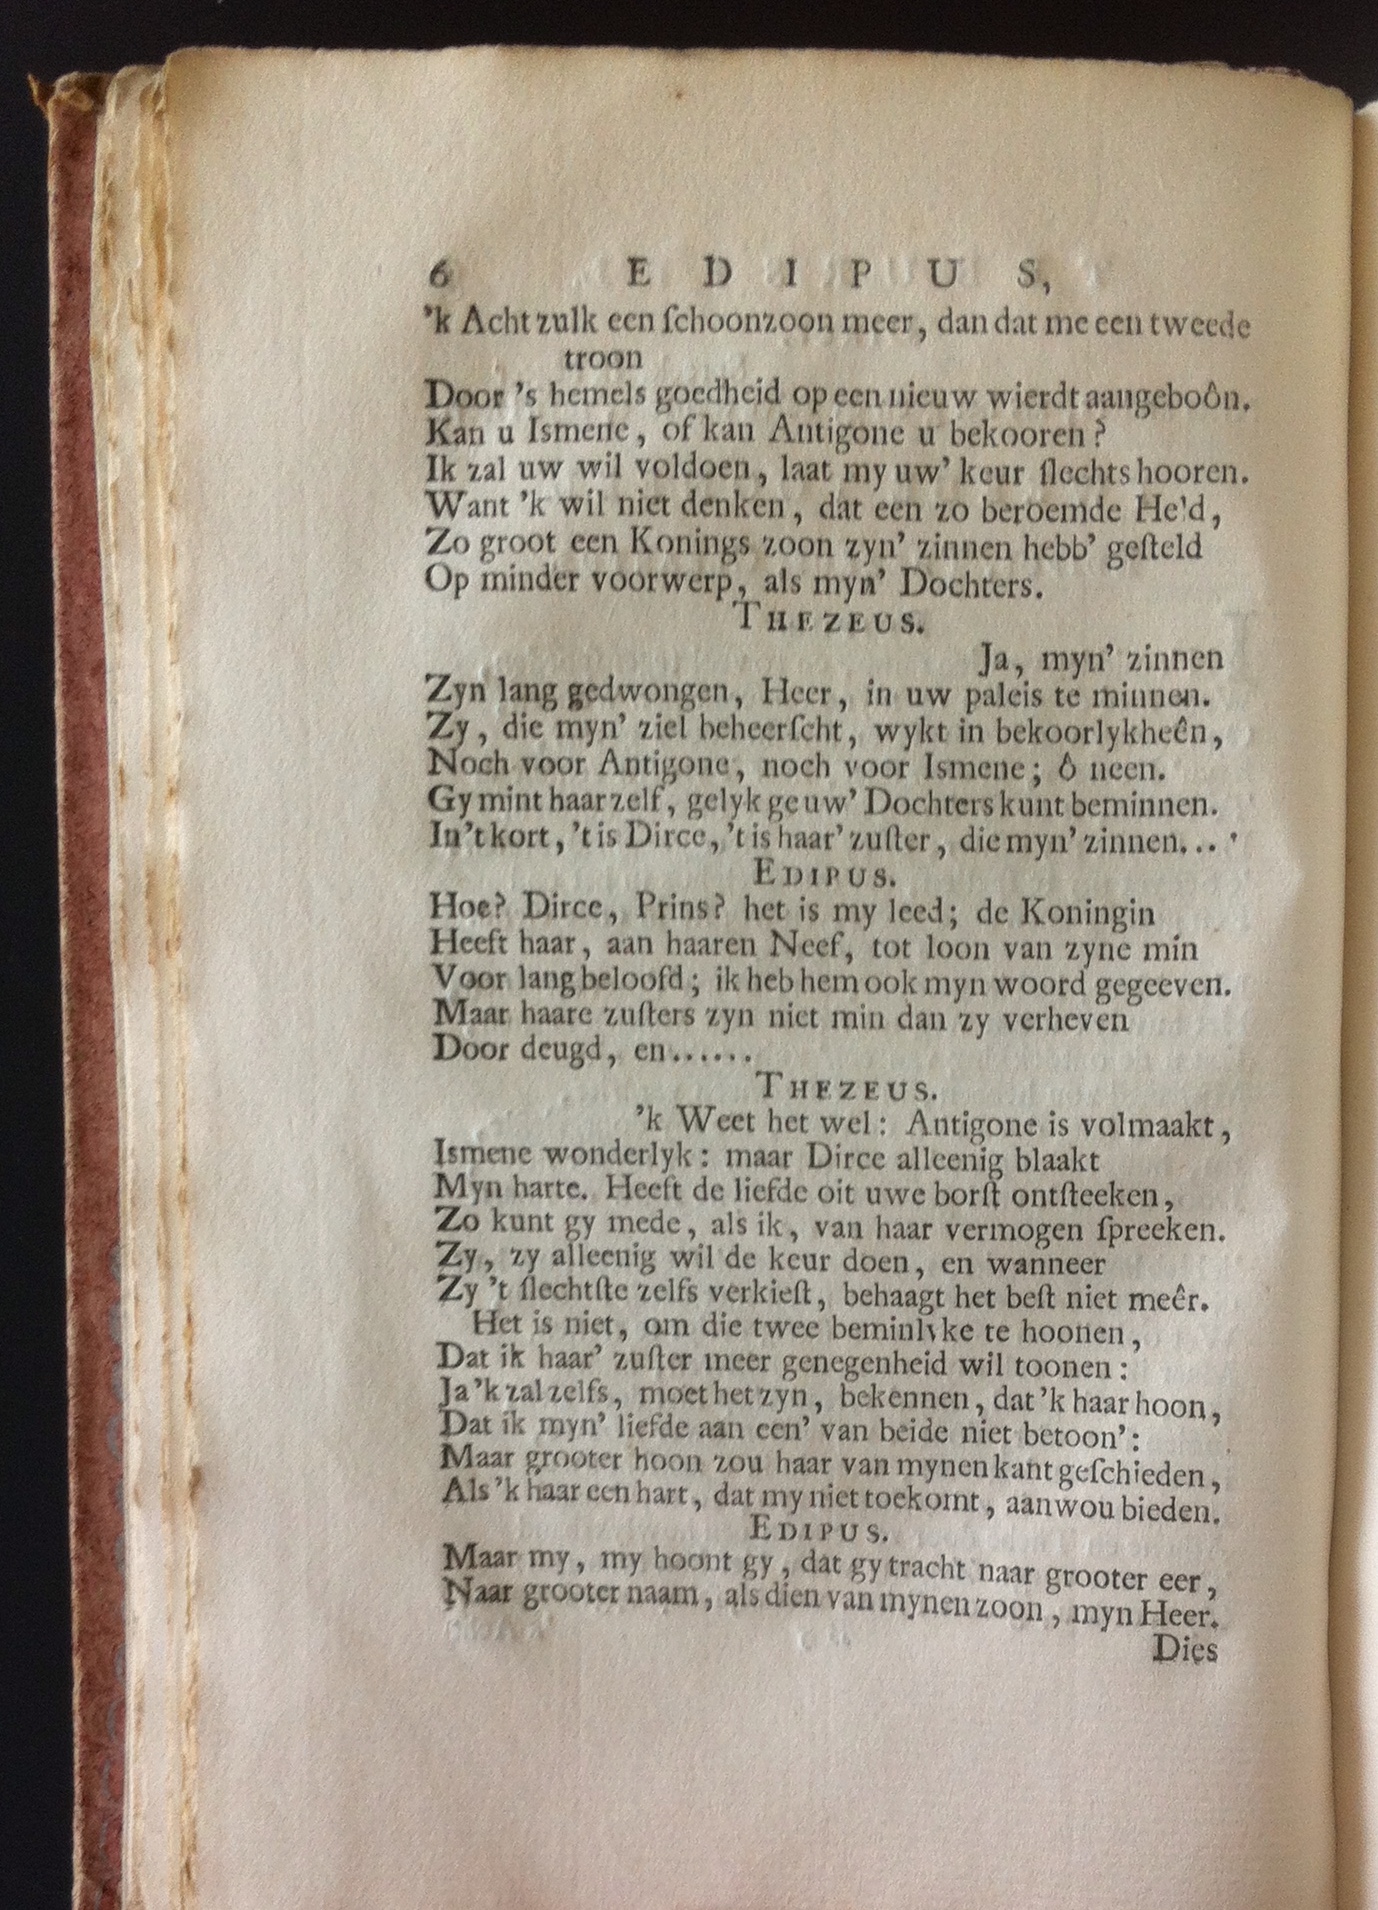 6 E D I P U S,
'k Acht zulk een ſchoonzoon meer, dan dat me een tweede
troon
Door 's hemels goedheid op een nieuw wierdt aangeboôn.
Kan u Ismene, of kan Antigone u bekooren?
Ik zal uw wil voldoen, laat my uw' keur ſlechts hooren.
Want 'k wil niet denken, dat een zo beroemde He'd,
Zo groot een Konings zoon zyn' zinnen hebb' geſteld
Op minder voorwerp, als myn' Dochters.
THEZEUS.
Ja, myn' zinnen
Zyn lang gedwongen, Heer, in uw paleis te minnen.
Zy, die myn' ziel beheerſcht, wykt in bekoorlykheên,
Noch voor Antigone, noch voor Ismene; ô neen.
Gy mint haar zelf, gelyk ge uw' Dochters kunt beminnen.
In 't kort, 't is Dirce, 't is haar' zuſter, die myn' zinnen...
EDIPUS.
Hoe? Dirce, Prins? het is my leed; de Koningin
Heeft haar, aan haaren Neef, tot loon van zyne min
Voor lang beloofd; ik heb hem ook myn woord gegeeven.
Maar haare zuſters zyn niet min dan zy verheven
Door deugd, en......
THEZEUS.
'k Weet het wel: Antigone is volmaakt,
Ismene wonderlyk: maar Dirce alleenig blaakt
Myn harte. Heeft de liefde oit uwe borſt ontſteeken,
Zo kunt gy mede, als ik, van haar vermogen ſpreeken.
Zy, zy alleenig wil de keur doen, en wanneer
Zy 't ſlechtſte zelfs verkieſt, behaagt het beſt niet meêr.
Het is niet, om die twee beminlyke te hoonen,
Dat ik haar' zuſter meer genegenheid wil toonen:
Ja 'k zal zelfs, moet het zyn, bekennen, dat 'k haar hoon,
Dat ik myn' liefde aan een' van beide niet betoon':
Maar grooter hoon zou haar van mynen kant geſchieden,
Als 'k haar een hart, dat my niet toekomt, aan wou bieden.
EDIPUS.
Maar my, my hoont gy, dat gy tracht naar grooter eer,
Naar grooter naam, als dien van mynen zoon, myn Heer.
Dies